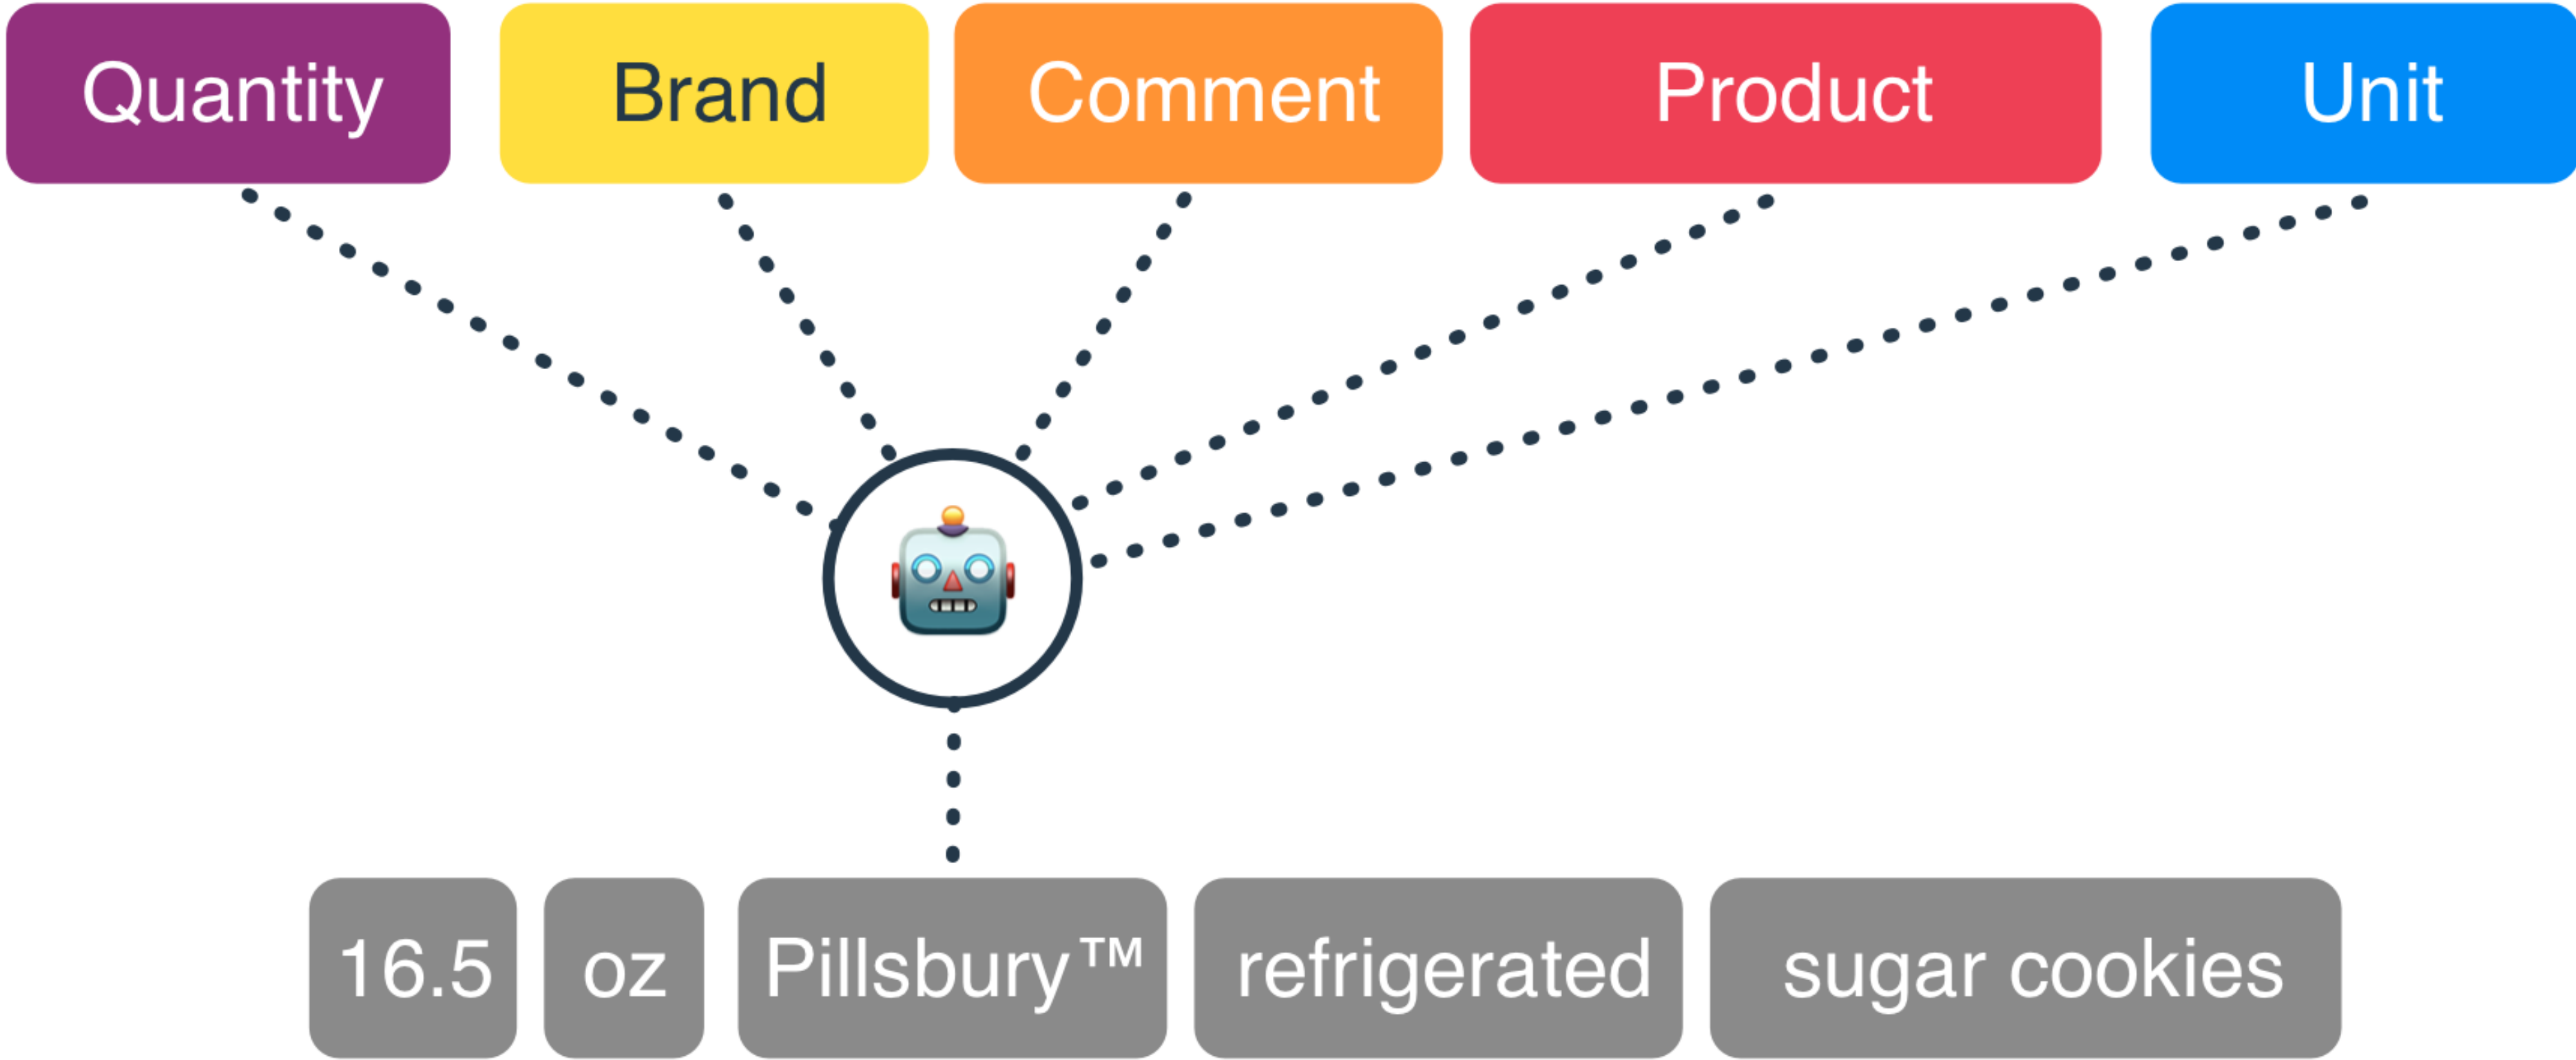 Quantity Brand Comment Product Unit
16.5 oz Pillsbury™ refrigerated sugar cookies